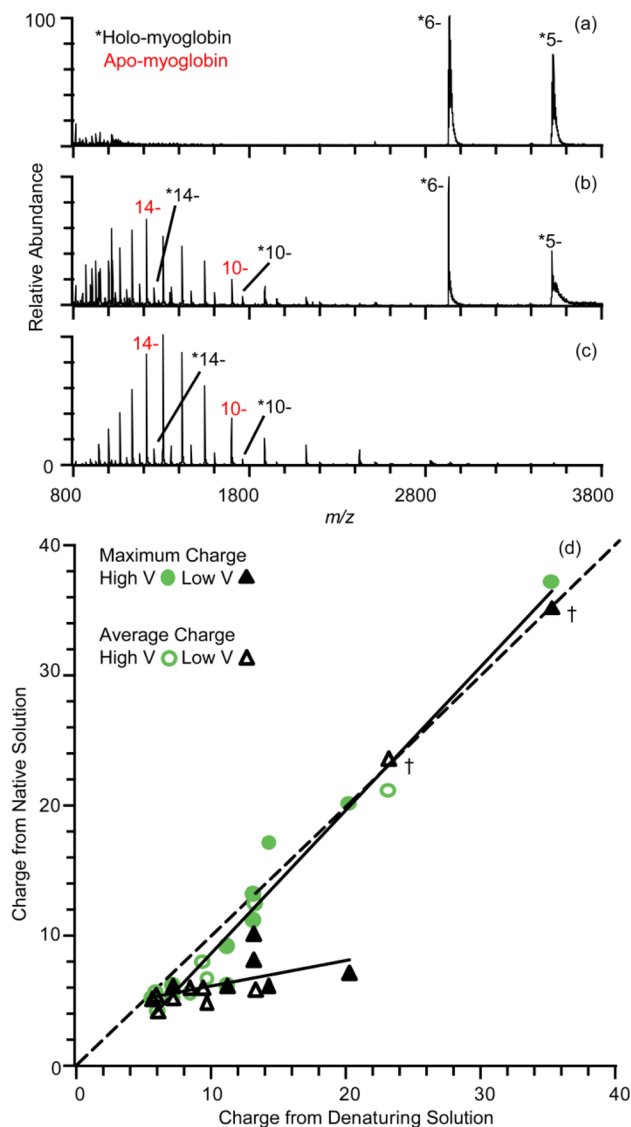 100
*Holo-myoglobin
Apo-myoglobin
*6-
*5-
(a)
Relative Abundance
14-
*14-
10-
*10-
*6-
*5-
(b)
14-
*14-
10-
*10-
(c)
0
800
1800
2800
3800
m/z
(d)
40
Maximum Charge
High V Low V
Average Charge
High V Low V
†
30
†
Charge from Native Solution
20
10
0
0
10
20
30
40
Charge from Denaturing Solution